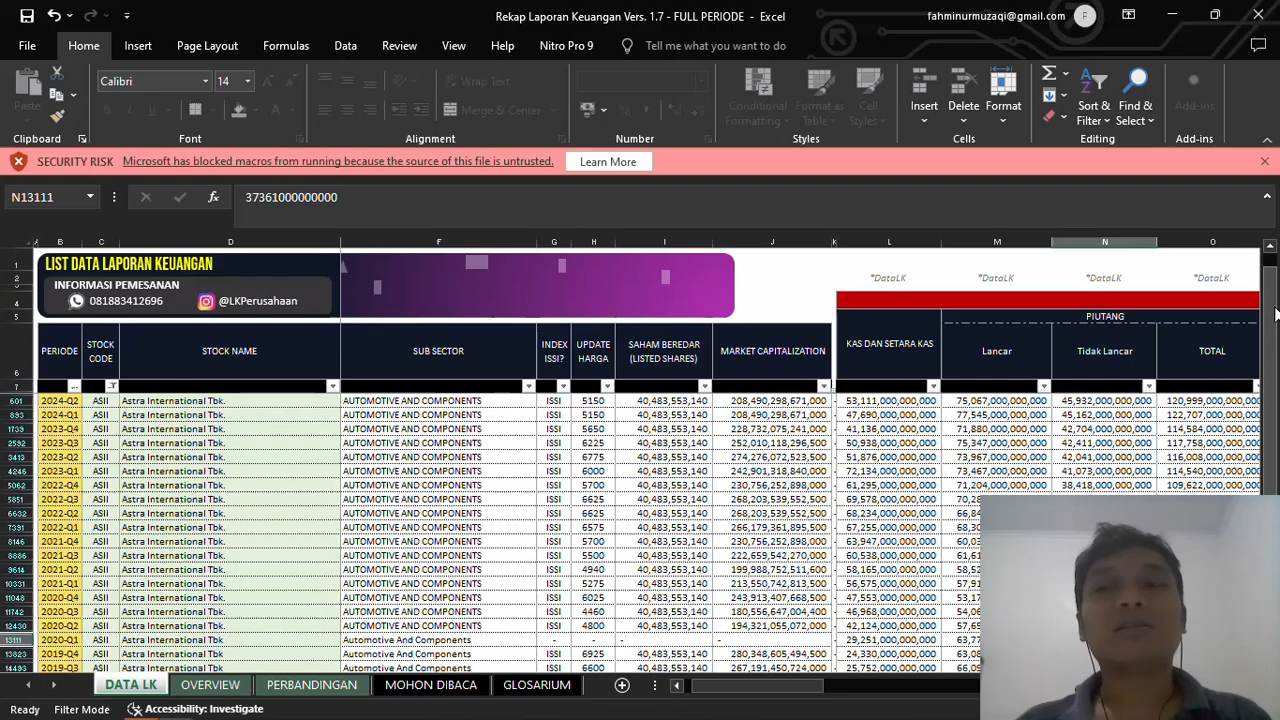 Rekap Laporan Keuangan Vers. 1.7 - FULL PERIODE - Excel
fahminurmuzaqi@gmail.com F
File Home Insert Page Layout Formulas Data Review View Help Nitro Pro 9 Tell me what you want to do
Calibri 14 Wrap Text
Paste Merge & Center Conditional Formatting Format as Table Cell Styles Insert Delete Format Sort & Filter Find & Select Add-ins
Clipboard Font Alignment Number Styles Cells Editing Add-ins
SECURITY RISK Microsoft has blocked macros from running because the source of this file is untrusted. Learn More
N13111 fx 37361000000000
B C D F G H I J K L M N O
1 LIST DATA LAPORAN KEUANGAN
2 INFORMASI PEMESANAN *DataLK *DataLK *DataLK *DataLK
081883412696 @LKPerusahaan
4
5 PIUTANG
6 PERIODE STOCK CODE STOCK NAME SUB SECTOR INDEX ISSI? UPDATE HARGA SAHAM BEREDAR (LISTED SHARES) MARKET CAPITALIZATION KAS DAN SETARA KAS Lancar Tidak Lancar TOTAL
7
601 2024-Q2 ASII Astra International Tbk. AUTOMOTIVE AND COMPONENTS ISSI 5150 40,483,553,140 208,490,298,671,000 53,111,000,000,000 75,067,000,000,000 45,932,000,000,000 120,999,000,000,000
893 2024-Q1 ASII Astra International Tbk. AUTOMOTIVE AND COMPONENTS ISSI 5150 40,483,553,140 208,490,298,671,000 47,690,000,000,000 77,545,000,000,000 45,162,000,000,000 122,707,000,000,000
1739 2023-Q4 ASII Astra International Tbk. AUTOMOTIVE AND COMPONENTS ISSI 5650 40,483,553,140 228,732,075,241,000 41,136,000,000,000 71,880,000,000,000 42,704,000,000,000 114,584,000,000,000
2592 2023-Q3 ASII Astra International Tbk. AUTOMOTIVE AND COMPONENTS ISSI 6225 40,483,553,140 252,010,118,296,500 50,938,000,000,000 75,347,000,000,000 42,411,000,000,000 117,758,000,000,000
3413 2023-Q2 ASII Astra International Tbk. AUTOMOTIVE AND COMPONENTS ISSI 6775 40,483,553,140 274,276,072,523,500 51,876,000,000,000 73,967,000,000,000 42,041,000,000,000 116,008,000,000,000
4246 2023-Q1 ASII Astra International Tbk. AUTOMOTIVE AND COMPONENTS ISSI 6000 40,483,553,140 242,901,318,840,000 72,134,000,000,000 73,467,000,000,000 41,073,000,000,000 114,540,000,000,000
5062 2022-Q4 ASII Astra International Tbk. AUTOMOTIVE AND COMPONENTS ISSI 5700 40,483,553,140 230,756,252,898,000 61,295,000,000,000 71,204,000,000,000 38,418,000,000,000 109,622,000,000,000
5851 2022-Q3 ASII Astra International Tbk. AUTOMOTIVE AND COMPONENTS ISSI 6625 40,483,553,140 268,203,539,552,500 69,578,000,000,000 70,28
6632 2022-Q2 ASII Astra International Tbk. AUTOMOTIVE AND COMPONENTS ISSI 6625 40,483,553,140 268,203,539,552,500 68,234,000,000,000 66,00
7391 2022-Q1 ASII Astra International Tbk. AUTOMOTIVE AND COMPONENTS ISSI 6575 40,483,553,140 266,179,361,895,500 67,255,000,000,000 68,30
8146 2021-Q4 ASII Astra International Tbk. AUTOMOTIVE AND COMPONENTS ISSI 5700 40,483,553,140 230,756,252,898,000 63,947,000,000,000
8886 2021-Q3 ASII Astra International Tbk. AUTOMOTIVE AND COMPONENTS ISSI 5500 40,483,553,140 222,659,542,270,000 60,538,000,000,000 61,61
9614 2021-Q2 ASII Astra International Tbk. AUTOMOTIVE AND COMPONENTS ISSI 4940 40,483,553,140 199,988,752,511,600 58,165,000,000,000
10331 2021-Q1 ASII Astra International Tbk. AUTOMOTIVE AND COMPONENTS ISSI 5275 40,483,553,140 213,550,742,813,500 56,575,000,000,000 57,91
11048 2020-Q4 ASII Astra International Tbk. AUTOMOTIVE AND COMPONENTS ISSI 6025 40,483,553,140 243,913,407,668,500 47,553,000,000,000 53,17
11742 2020-Q3 ASII Astra International Tbk. AUTOMOTIVE AND COMPONENTS ISSI 4460 40,483,553,140 180,556,647,004,400 46,968,000,000,000 54,06
12430 2020-Q2 ASII Astra International Tbk. AUTOMOTIVE AND COMPONENTS ISSI 4800 40,483,553,140 194,321,055,072,000 42,124,000,000,000
13111 2020-Q1 ASII Astra International Tbk. Automotive And Components - - - - 29,251,000,000,000 63,77
13823 2019-Q4 ASII Astra International Tbk. AUTOMOTIVE AND COMPONENTS ISSI 6925 40,483,553,140 280,348,605,494,500 24,330,000,000,000
14493 2019-Q3 ASII Astra International Tbk. AUTOMOTIVE AND COMPONENTS ISSI 6600 40,483,553,140 267,191,450,724,000 25,752,000,000,000 66,09
DATA LK OVERVIEW PERBANDINGAN MOHON DIBACA GLOSARIUM
Ready Filter Mode Accessibility: Investigate